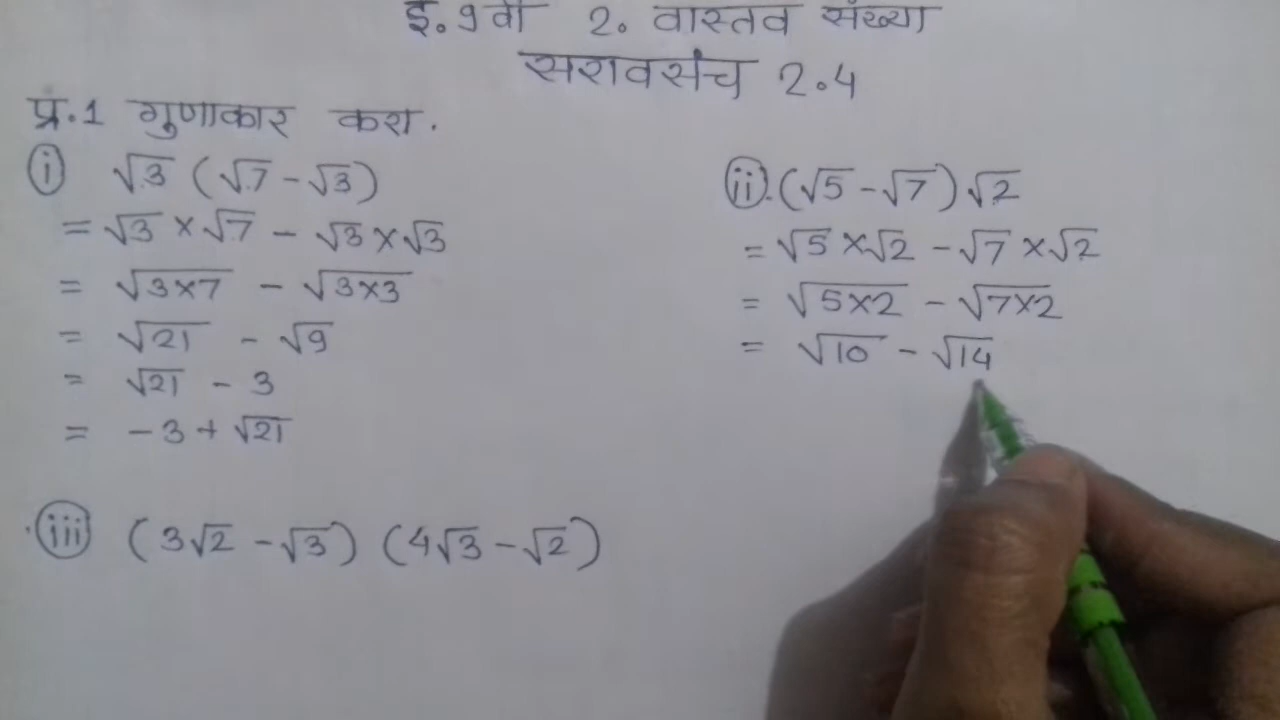 इ. 9 वी 2. वास्तव संख्या
सरावसंच 2.4
प्र.1 गुणाकार करा.
(i) √3 (√7 - √3)
= √3 × √7 - √3 × √3
= √3×7 - √3×3
= √21 - √9
= √21 - 3
= -3 + √21
(ii). (√5 - √7) √2
= √5 × √2 - √7 × √2
= √5×2 - √7×2
= √10 - √14
(iii) (3√2 - √3) (4√3 - √2)